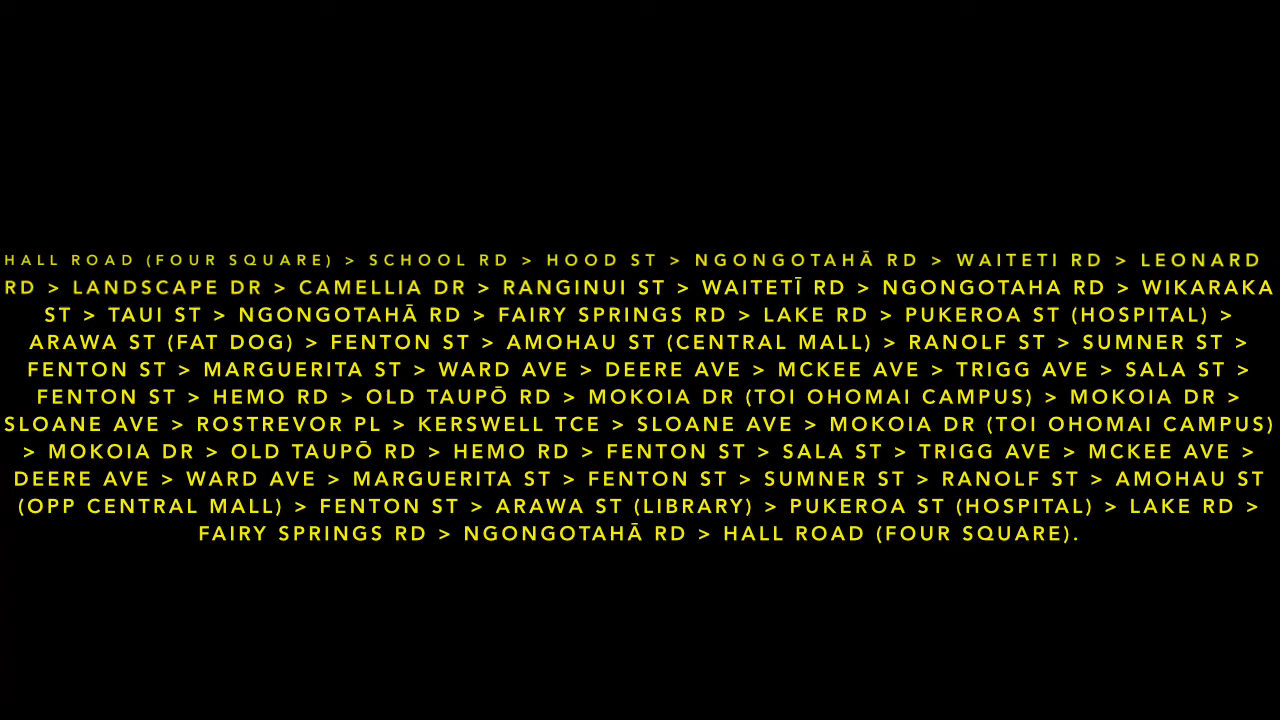 HALL ROAD (FOUR SQUARE) > SCHOOL RD > HOOD ST > NGONGOTAHĀ RD > WAITETI RD > LEONARD
RD > LANDSCAPE DR > CAMELLIA DR > RANGINUI ST > WAITETĪ RD > NGONGOTAHA RD > WIKARAKA
ST > TAUI ST > NGONGOTAHĀ RD > FAIRY SPRINGS RD > LAKE RD > PUKEROA ST (HOSPITAL) >
ARAWA ST (FAT DOG) > FENTON ST > AMOHAU ST (CENTRAL MALL) > RANOLF ST > SUMNER ST >
FENTON ST > MARGUERITA ST > WARD AVE > DEERE AVE > MCKEE AVE > TRIGG AVE > SALA ST >
FENTON ST > HEMO RD > OLD TAUPŌ RD > MOKOIA DR (TOI OHOMAI CAMPUS) > MOKOIA DR >
SLOANE AVE > ROSTREVOR PL > KERSWELL TCE > SLOANE AVE > MOKOIA DR (TOI OHOMAI CAMPUS)
> MOKOIA DR > OLD TAUPŌ RD > HEMO RD > FENTON ST > SALA ST > TRIGG AVE > MCKEE AVE >
DEERE AVE > WARD AVE > MARGUERITA ST > FENTON ST > SUMNER ST > RANOLF ST > AMOHAU ST
(OPP CENTRAL MALL) > FENTON ST > ARAWA ST (LIBRARY) > PUKEROA ST (HOSPITAL) > LAKE RD >
FAIRY SPRINGS RD > NGONGOTAHĀ RD > HALL ROAD (FOUR SQUARE).